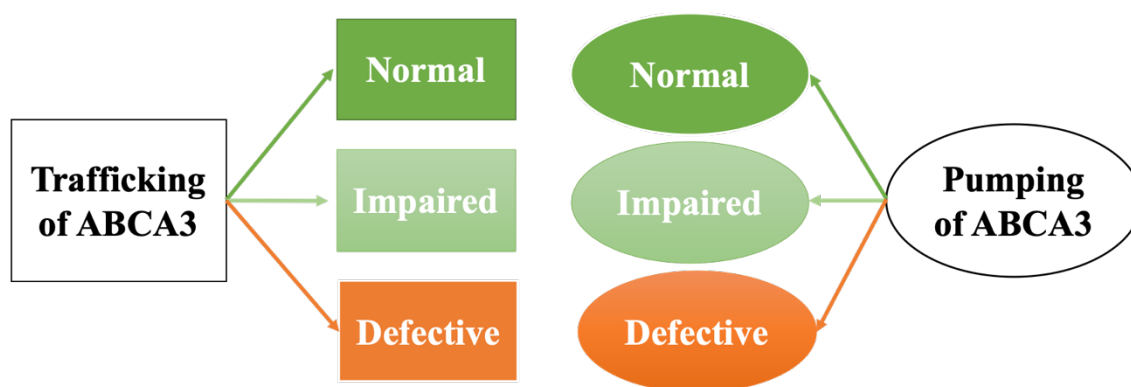 Trafficking
of ABCA3
Normal
Impaired
Defective
Normal
Impaired
Defective
Pumping
of ABCA3